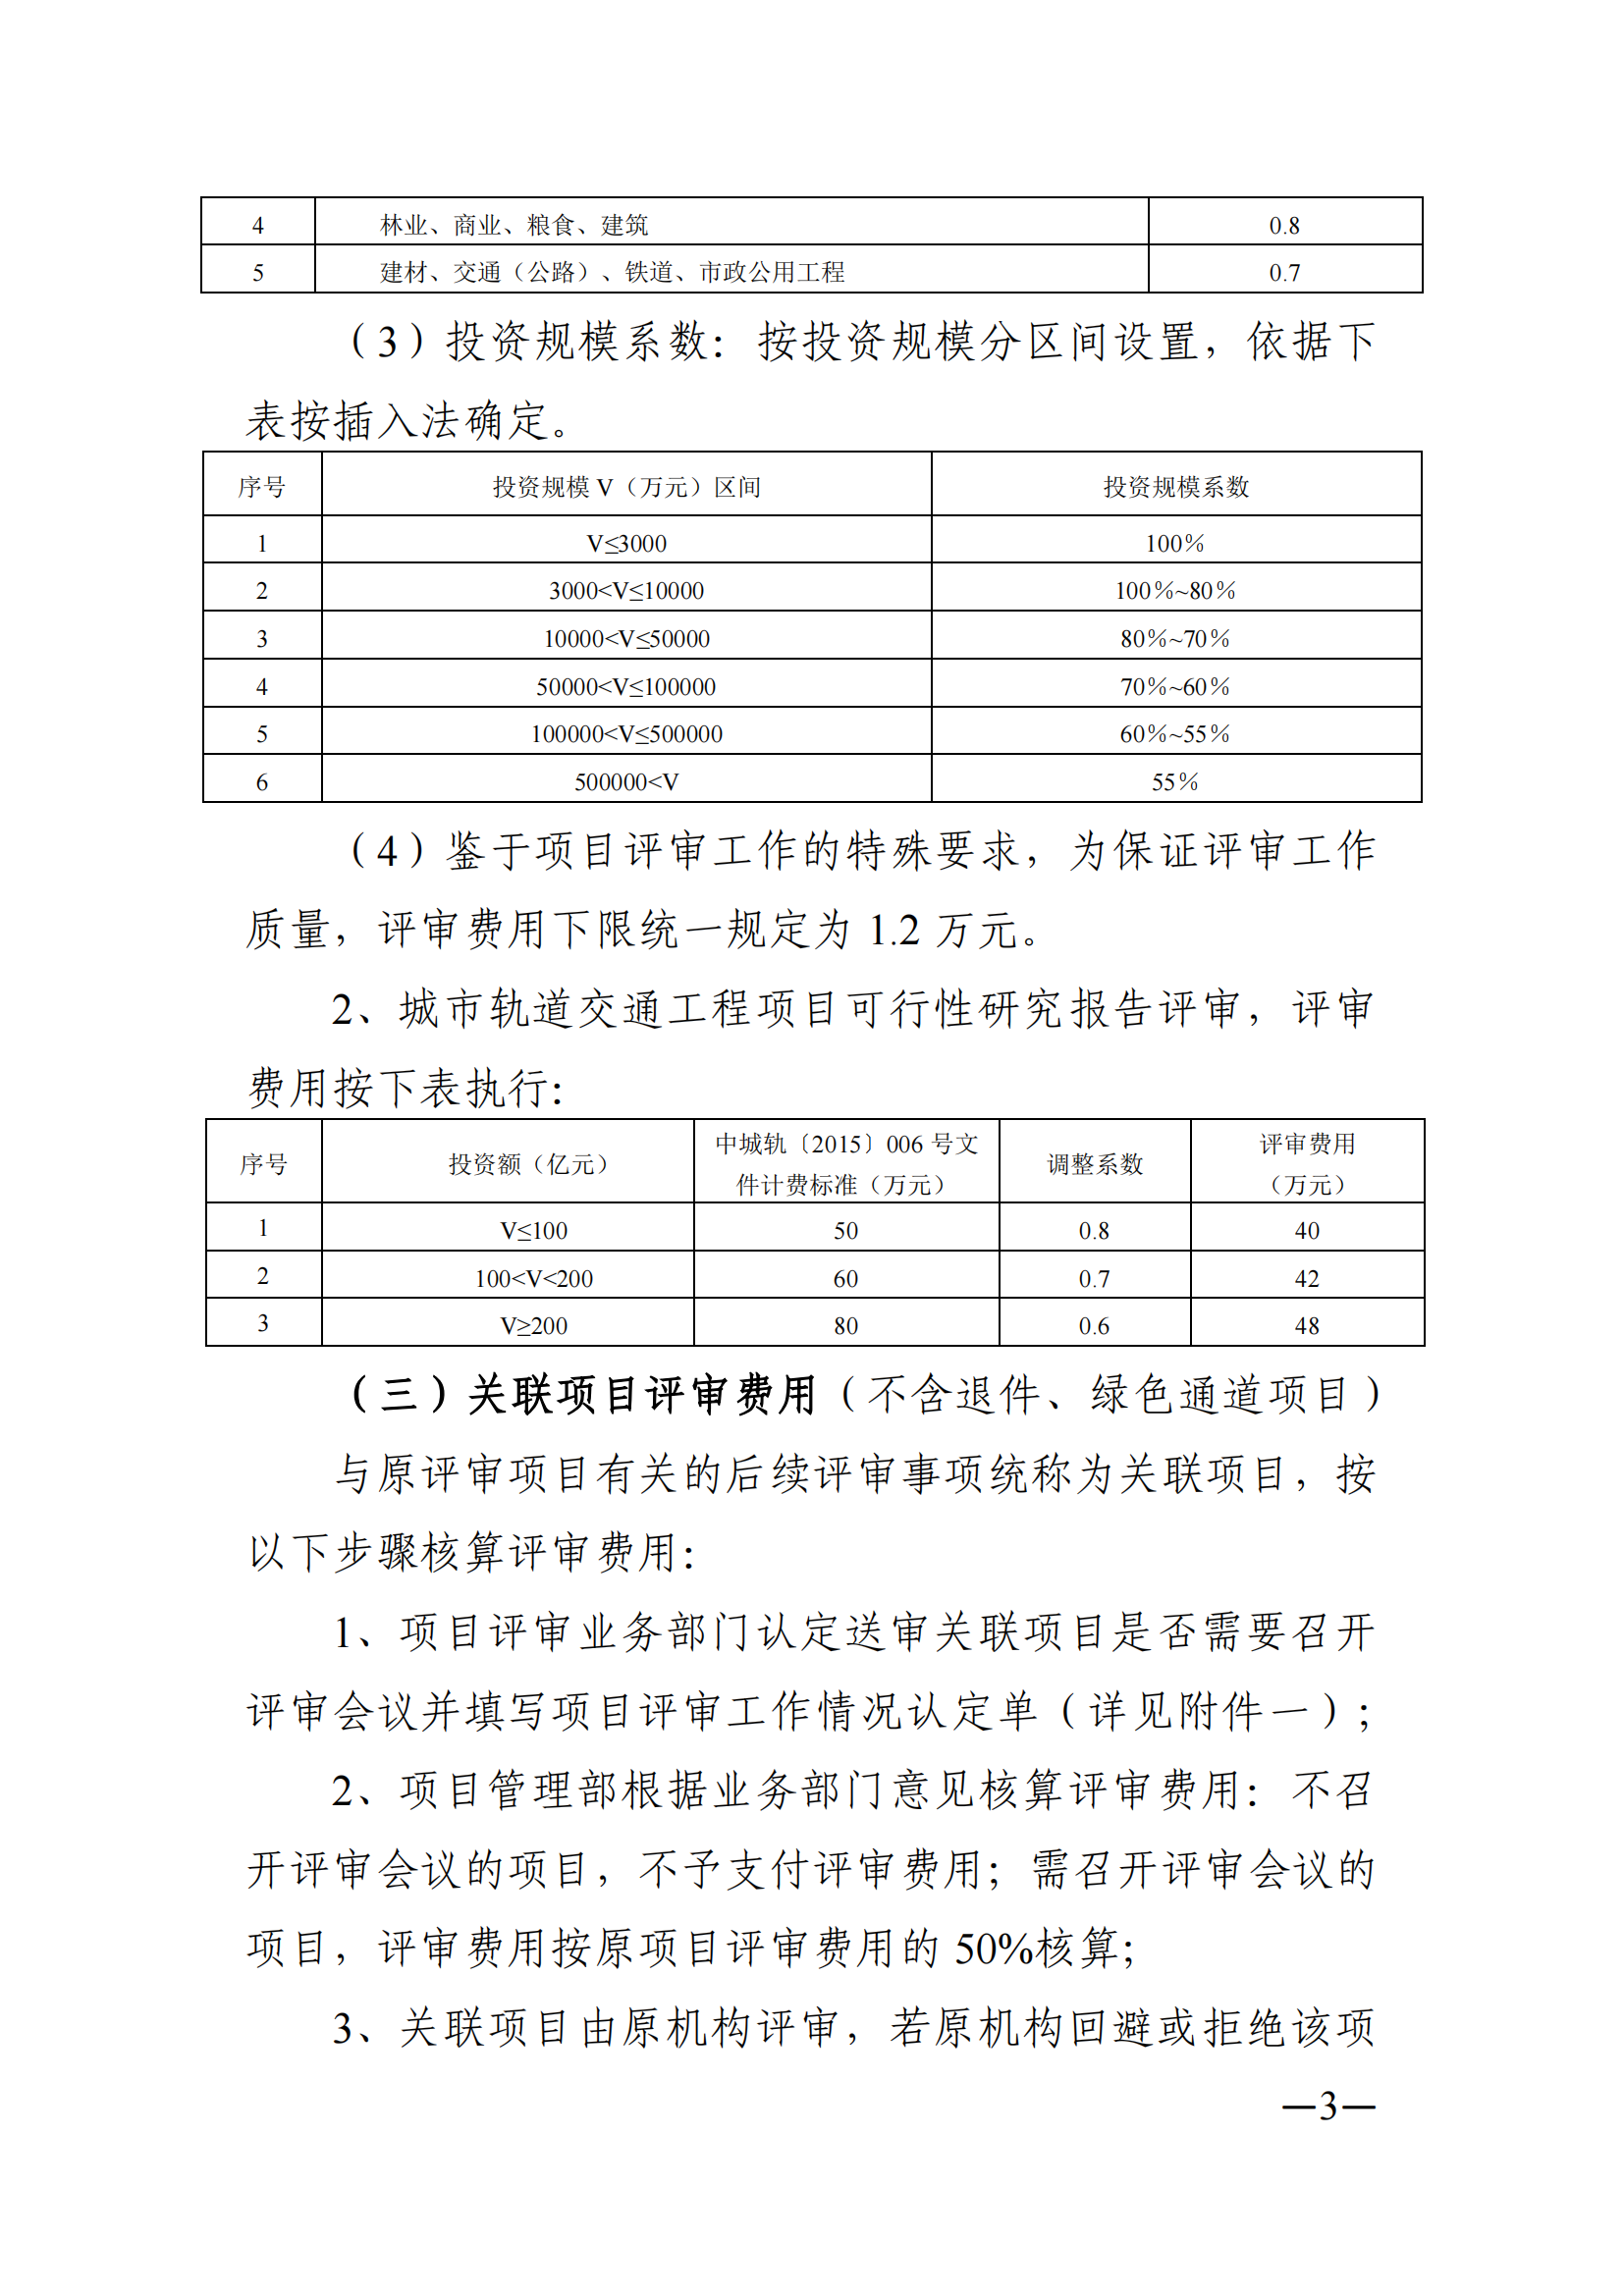 4 林业、商业、粮食、建筑 0.8
5 建材、交通（公路）、铁道、市政公用工程 0.7
（3）投资规模系数：按投资规模分区间设置，依据下
表按插入法确定。
序号 投资规模 V（万元）区间 投资规模系数
1 V≤3000 100%
2 3000<V≤10000 100%~80%
3 10000<V≤50000 80%~70%
4 50000<V≤100000 70%~60%
5 100000<V≤500000 60%~55%
6 500000<V 55%
（4）鉴于项目评审工作的特殊要求，为保证评审工作
质量，评审费用下限统一规定为 1.2 万元。
2、城市轨道交通工程项目可行性研究报告评审，评审
费用按下表执行：
序号 投资额（亿元） 中城轨〔2015〕006 号文 调整系数 评审费用
件计费标准（万元） （万元）
1 V≤100 50 0.8 40
2 100<V<200 60 0.7 42
3 V≥200 80 0.6 48
（三）关联项目评审费用（不含退件、绿色通道项目）
与原评审项目有关的后续评审事项统称为关联项目，按
以下步骤核算评审费用：
1、项目评审业务部门认定送审关联项目是否需要召开
评审会议并填写项目评审工作情况认定单（详见附件一）；
2、项目管理部根据业务部门意见核算评审费用：不召
开评审会议的项目，不予支付评审费用；需召开评审会议的
项目，评审费用按原项目评审费用的 50%核算；
3、关联项目由原机构评审，若原机构回避或拒绝该项
—3—